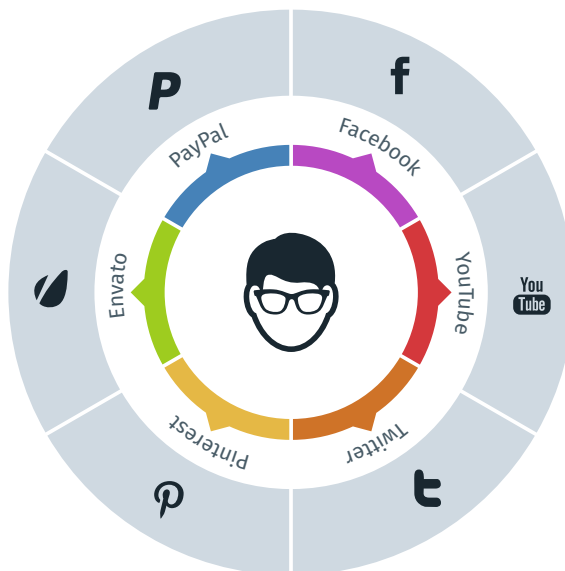 PayPal
Facebook
Envato
YouTube
You
Tube
Pinterest
Twitter